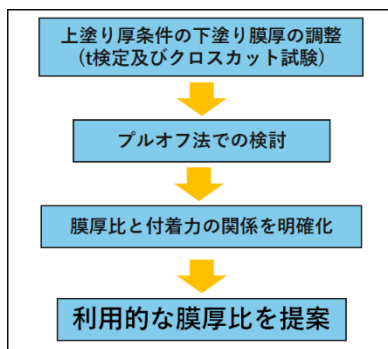 上塗り厚条件の下塗り膜厚の調整
(t検定及びクロスカット試験)
プルオフ法での検討
膜厚比と付着力の関係を明確化
利用的な膜厚比を提案